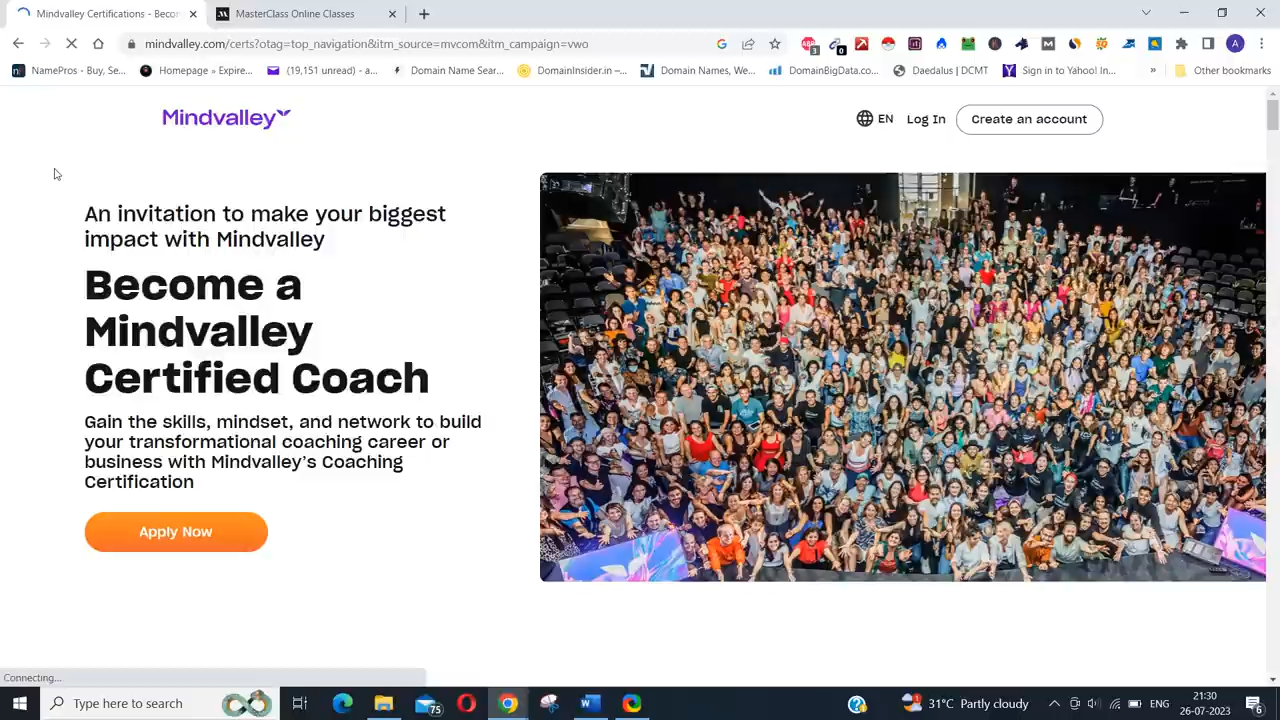 Mindvalley Certifications - Becor
MasterClass Online Classes
mindvalley.com/certs?otag=top_navigation&itm_source=mvcom&itm_campaign=vwo
NamePros - Buy, Se...
Homepage » Expire...
(19,151 unread) - a...
Domain Name Sear...
DomainInsider.in –...
Domain Names, We...
DomainBigData.co...
Daedalus | DCMT
Sign in to Yahoo! In...
»
Other bookmarks
Mindvalley
EN
Log In
Create an account
An invitation to make your biggest
impact with Mindvalley
Become a
Mindvalley
Certified Coach
Gain the skills, mindset, and network to build
your transformational coaching career or
business with Mindvalley’s Coaching
Certification
Apply Now
Connecting...
Type here to search
75
31°C Partly cloudy
ENG
21:30
26-07-2023
6